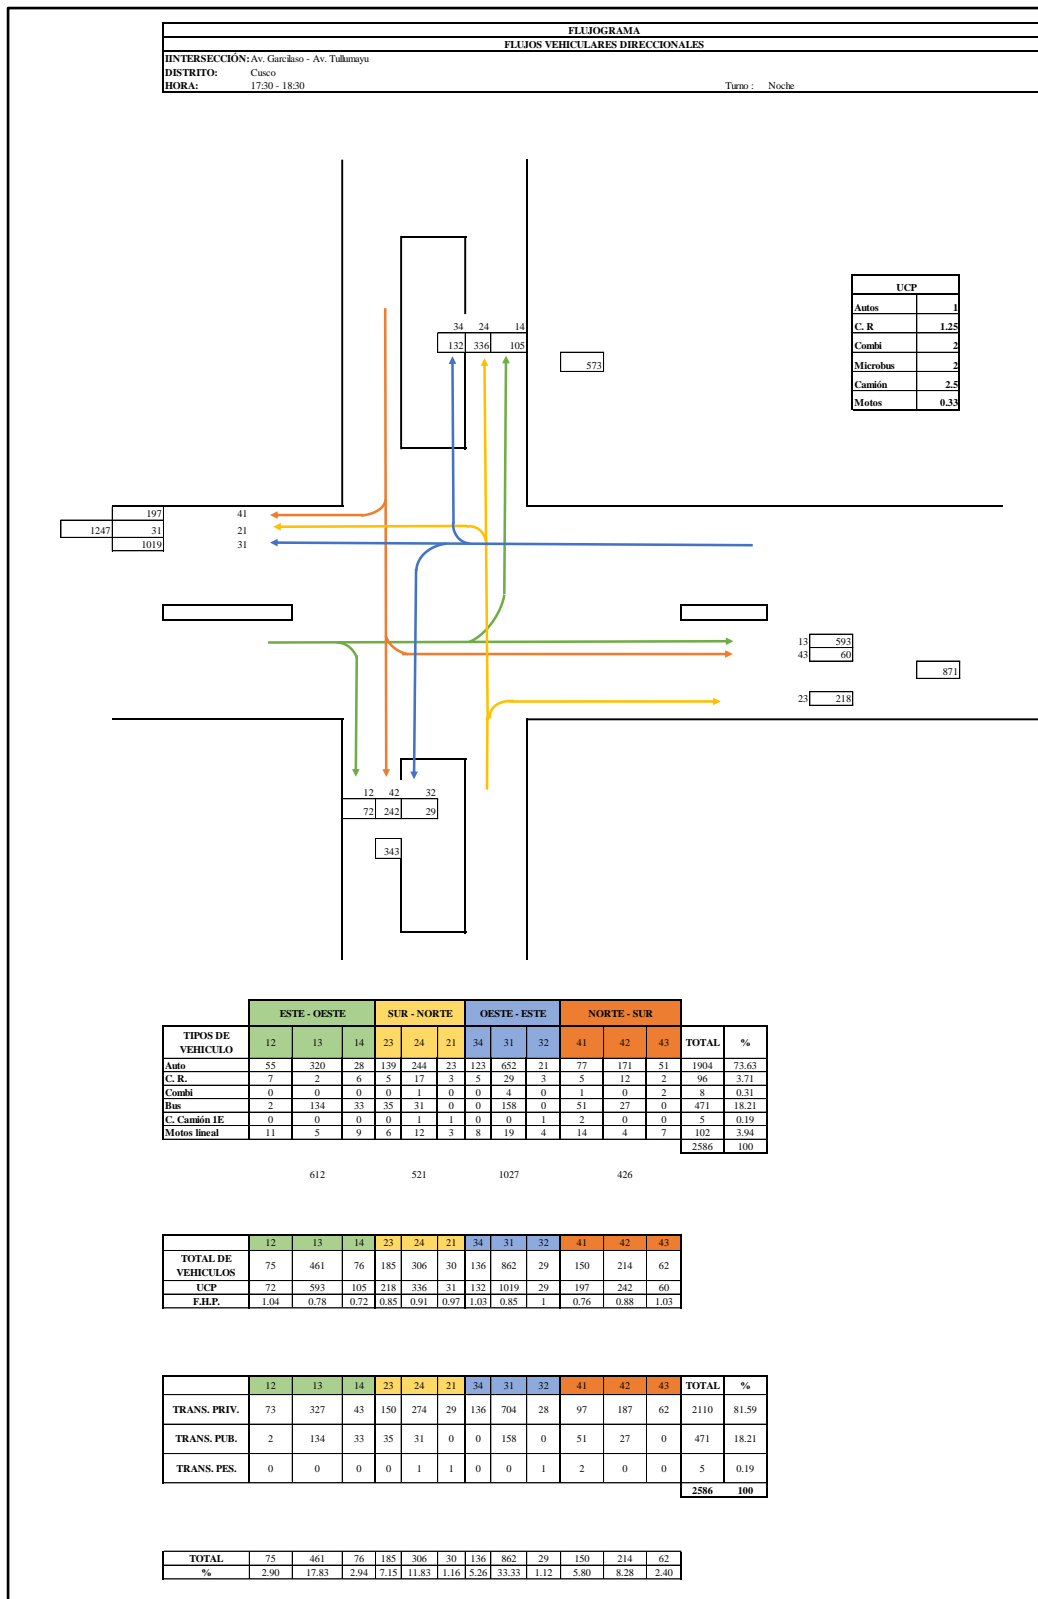 FLUJOGRAMA
FLUJOS VEHICULARES DIRECCIONALES
IINTERSECCIÓN: Av. Garcilaso - Av. Tullumayu
DISTRITO: Cusco
HORA: 17:30 - 18:30 Turno : Noche
UCP
Autos 1
C. R 1.25
Combi 2
Microbus 2
Camión 2.5
Motos 0.33
34 24 14
132 336 105
573
197 41
1247 31 21
1019 31
13 593
43 60
871
23 218
12 42 32
72 242 29
343
ESTE - OESTE SUR - NORTE OESTE - ESTE NORTE - SUR
TIPOS DE VEHICULO 12 13 14 23 24 21 34 31 32 41 42 43 TOTAL %
Auto 55 320 28 139 244 23 123 652 21 77 171 51 1904 73.63
C. R. 7 2 6 5 17 3 5 29 3 5 12 2 96 3.71
Combi 0 0 0 0 1 0 0 4 0 1 0 2 8 0.31
Bus 2 134 33 35 31 0 0 158 0 51 27 0 471 18.21
C. Camión 1E 0 0 0 0 1 1 0 0 1 2 0 0 5 0.19
Motos lineal 11 5 9 6 12 3 8 19 4 14 4 7 102 3.94
2586 100
612 521 1027 426
12 13 14 23 24 21 34 31 32 41 42 43
TOTAL DE VEHICULOS 75 461 76 185 306 30 136 862 29 150 214 62
UCP 72 593 105 218 336 31 132 1019 29 197 242 60
F.H.P. 1.04 0.78 0.72 0.85 0.91 0.97 1.03 0.85 1 0.76 0.88 1.03
12 13 14 23 24 21 34 31 32 41 42 43 TOTAL %
TRANS. PRIV. 73 327 43 150 274 29 136 704 28 97 187 62 2110 81.59
TRANS. PUB. 2 134 33 35 31 0 0 158 0 51 27 0 471 18.21
TRANS. PES. 0 0 0 0 1 1 0 0 1 2 0 0 5 0.19
2586 100
TOTAL 75 461 76 185 306 30 136 862 29 150 214 62
% 2.90 17.83 2.94 7.15 11.83 1.16 5.26 33.33 1.12 5.80 8.28 2.40